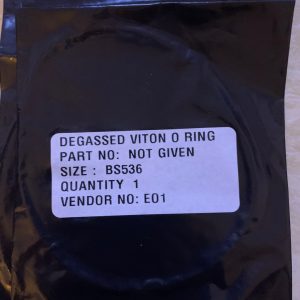 DEGASSED VITON O RING
PART NO: NOT GIVEN
SIZE : BS536
QUANTITY 1
VENDOR NO: E01